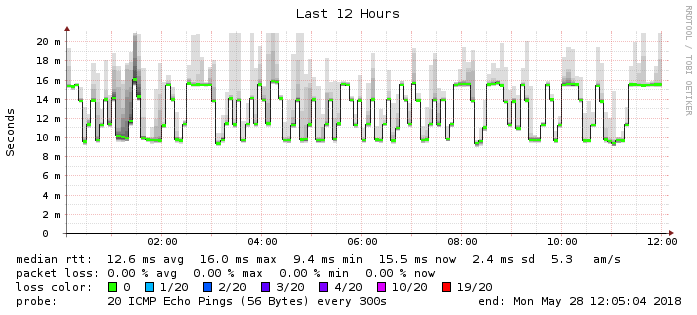 Last 12 Hours
RRDTOOL / TOBI OETIKER
Seconds
20 m
18 m
16 m
14 m
12 m
10 m
8 m
6 m
4 m
2 m
0
02:00 04:00 06:00 08:00 10:00 12:00
median rtt: 12.6 ms avg 16.0 ms max 9.4 ms min 15.5 ms now 2.4 ms sd 5.3 am/s
packet loss: 0.00 % avg 0.00 % max 0.00 % min 0.00 % now
loss color: 0 1/20 2/20 3/20 4/20 10/20 19/20
probe: 20 ICMP Echo Pings (56 Bytes) every 300s end: Mon May 28 12:05:04 2018